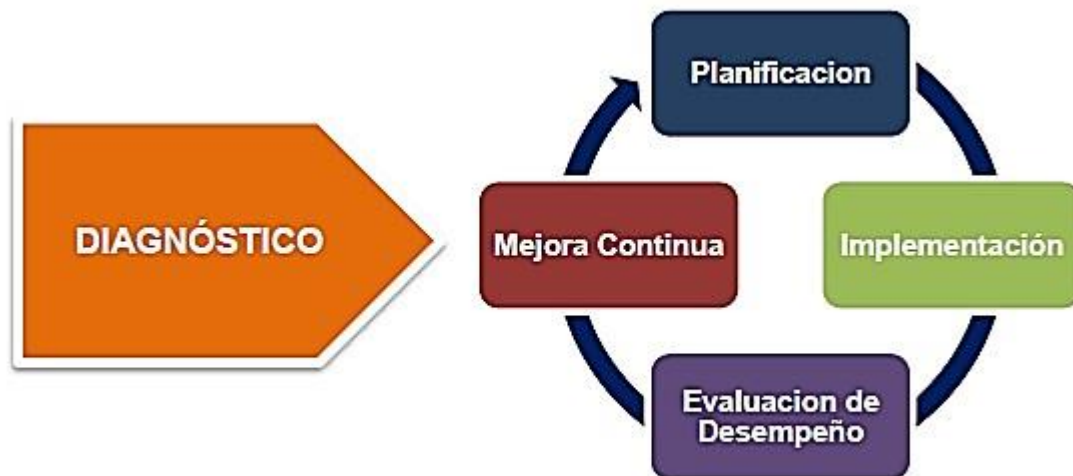 DIAGNÓSTICO
Planificacion
Implementación
Evaluacion de
Desempeño
Mejora Continua